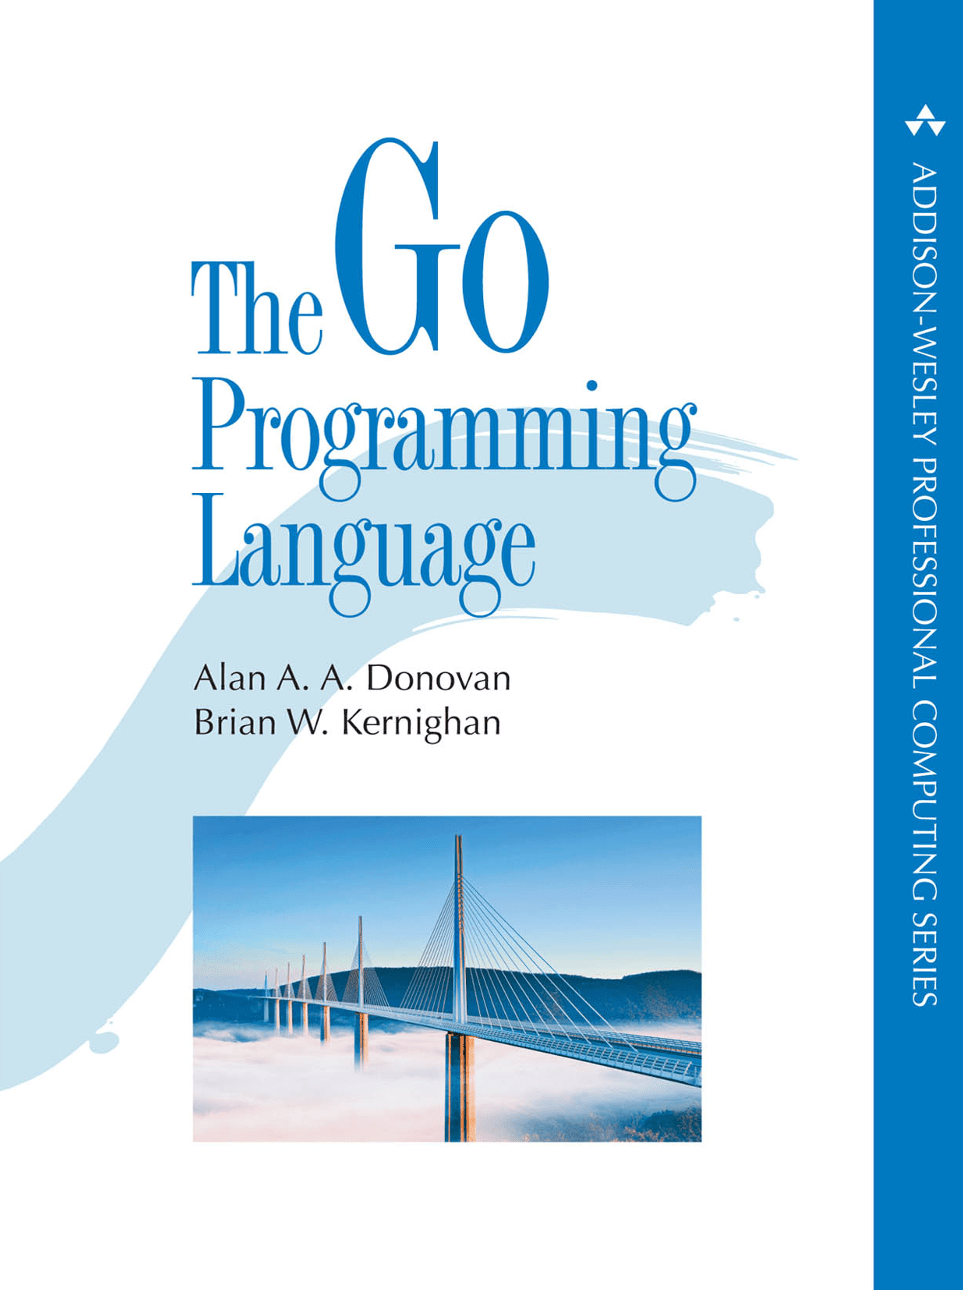 The Go
Programming
Language
Alan A. A. Donovan
Brian W. Kernighan
ADDISON-WESLEY PROFESSIONAL COMPUTING SERIES